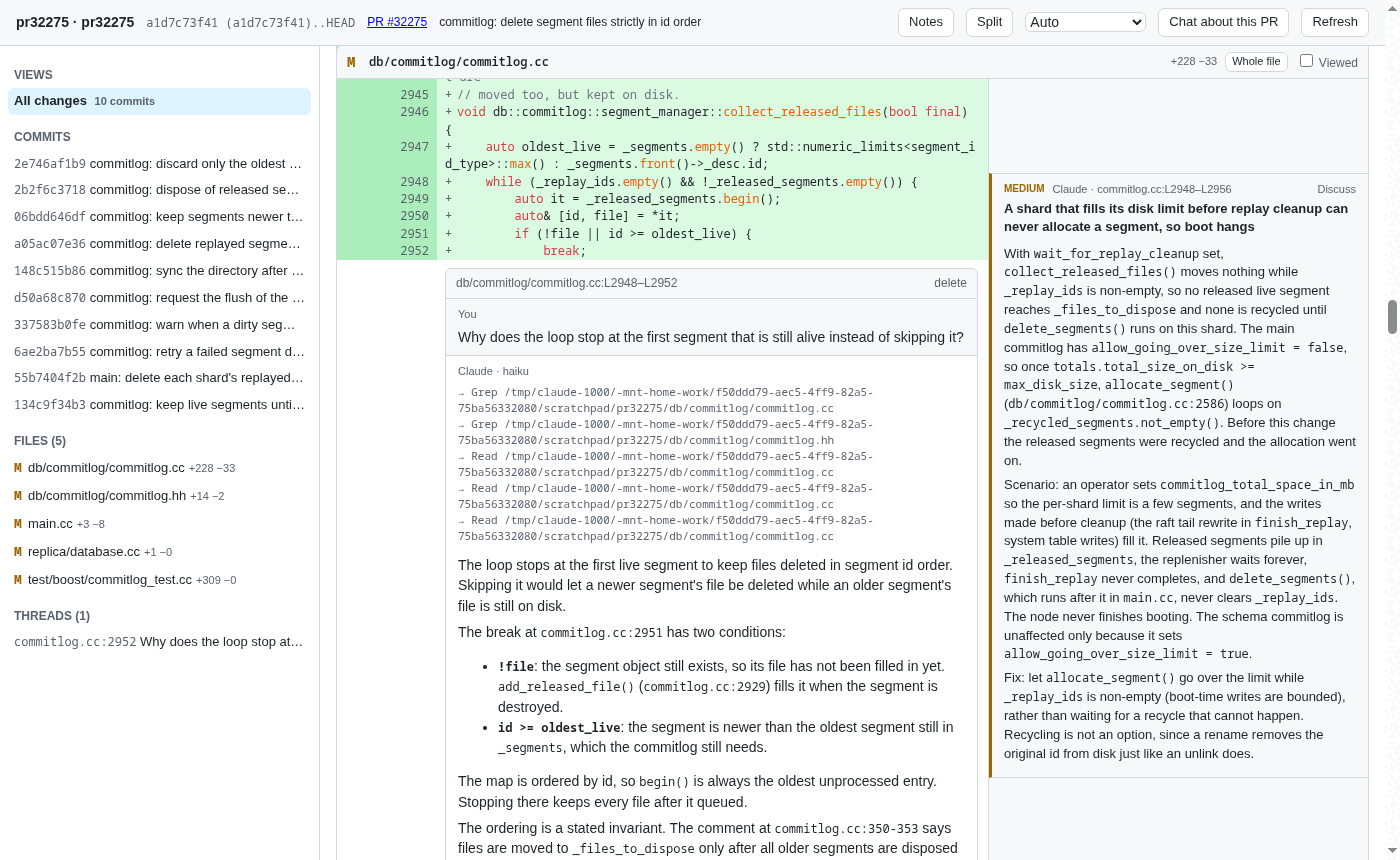 pr32275 · pr32275 a1d7c73f41 (a1d7c73f41)..HEAD PR #32275 commitlog: delete segment files strictly in id order Notes Split Auto Chat about this PR Refresh
VIEWS
All changes 10 commits
COMMITS
2e746af1b9 commitlog: discard only the oldest …
2b2f6c3718 commitlog: dispose of released se…
06bdd646df commitlog: keep segments newer t…
a05ac07e36 commitlog: delete replayed segme…
148c515b86 commitlog: sync the directory after …
d50a68c870 commitlog: request the flush of the …
337583b0fe commitlog: warn when a dirty seg…
6ae2ba7b55 commitlog: retry a failed segment d…
55b7404f2b main: delete each shard's replayed…
134c9f34b3 commitlog: keep live segments unti…
FILES (5)
M db/commitlog/commitlog.cc +228 −33
M db/commitlog/commitlog.hh +14 −2
M main.cc +3 −8
M replica/database.cc +1 −0
M test/boost/commitlog_test.cc +309 −0
THREADS (1)
commitlog.cc:2952 Why does the loop stop at…
M db/commitlog/commitlog.cc +228 −33 Whole file Viewed
2945 + // moved too, but kept on disk.
2946 + void db::commitlog::segment_manager::collect_released_files(bool final)
{
2947 + auto oldest_live = _segments.empty() ? std::numeric_limits<segment_i
d_type>::max() : _segments.front()->_desc.id;
2948 + while (_replay_ids.empty() && !_released_segments.empty()) {
2949 + auto it = _released_segments.begin();
2950 + auto& [id, file] = *it;
2951 + if (!file || id >= oldest_live) {
2952 + break;
db/commitlog/commitlog.cc:L2948–L2952 delete
You
Why does the loop stop at the first segment that is still alive instead of skipping it?
Claude · haiku
→ Grep /tmp/claude-1000/-mnt-home-work/f50ddd79-aec5-4ff9-82a5-
75ba56332080/scratchpad/pr32275/db/commitlog/commitlog.cc
→ Grep /tmp/claude-1000/-mnt-home-work/f50ddd79-aec5-4ff9-82a5-
75ba56332080/scratchpad/pr32275/db/commitlog/commitlog.hh
→ Read /tmp/claude-1000/-mnt-home-work/f50ddd79-aec5-4ff9-82a5-
75ba56332080/scratchpad/pr32275/db/commitlog/commitlog.cc
→ Read /tmp/claude-1000/-mnt-home-work/f50ddd79-aec5-4ff9-82a5-
75ba56332080/scratchpad/pr32275/db/commitlog/commitlog.cc
→ Read /tmp/claude-1000/-mnt-home-work/f50ddd79-aec5-4ff9-82a5-
75ba56332080/scratchpad/pr32275/db/commitlog/commitlog.cc
The loop stops at the first live segment to keep files deleted in segment id order.
Skipping it would let a newer segment's file be deleted while an older segment's
file is still on disk.
The break at commitlog.cc:2951 has two conditions:
• !file: the segment object still exists, so its file has not been filled in yet.
add_released_file() (commitlog.cc:2929) fills it when the segment is
destroyed.
• id >= oldest_live: the segment is newer than the oldest segment still in
_segments, which the commitlog still needs.
The map is ordered by id, so begin() is always the oldest unprocessed entry.
Stopping there keeps every file after it queued.
The ordering is a stated invariant. The comment at commitlog.cc:350-353 says
files are moved to _files_to_dispose only after all older segments are disposed
MEDIUM Claude · commitlog.cc:L2948–L2956 Discuss
A shard that fills its disk limit before replay cleanup can
never allocate a segment, so boot hangs
With wait_for_replay_cleanup set,
collect_released_files() moves nothing while
_replay_ids is non-empty, so no released live segment
reaches _files_to_dispose and none is recycled until
delete_segments() runs on this shard. The main
commitlog has allow_going_over_size_limit = false,
so once totals.total_size_on_disk >=
max_disk_size, allocate_segment()
(db/commitlog/commitlog.cc:2586) loops on
_recycled_segments.not_empty(). Before this change
the released segments were recycled and the allocation went
on.
Scenario: an operator sets commitlog_total_space_in_mb
so the per-shard limit is a few segments, and the writes
made before cleanup (the raft tail rewrite in finish_replay,
system table writes) fill it. Released segments pile up in
_released_segments, the replenisher waits forever,
finish_replay never completes, and delete_segments(),
which runs after it in main.cc, never clears _replay_ids.
The node never finishes booting. The schema commitlog is
unaffected only because it sets
allow_going_over_size_limit = true.
Fix: let allocate_segment() go over the limit while
_replay_ids is non-empty (boot-time writes are bounded),
rather than waiting for a recycle that cannot happen.
Recycling is not an option, since a rename removes the
original id from disk just like an unlink does.